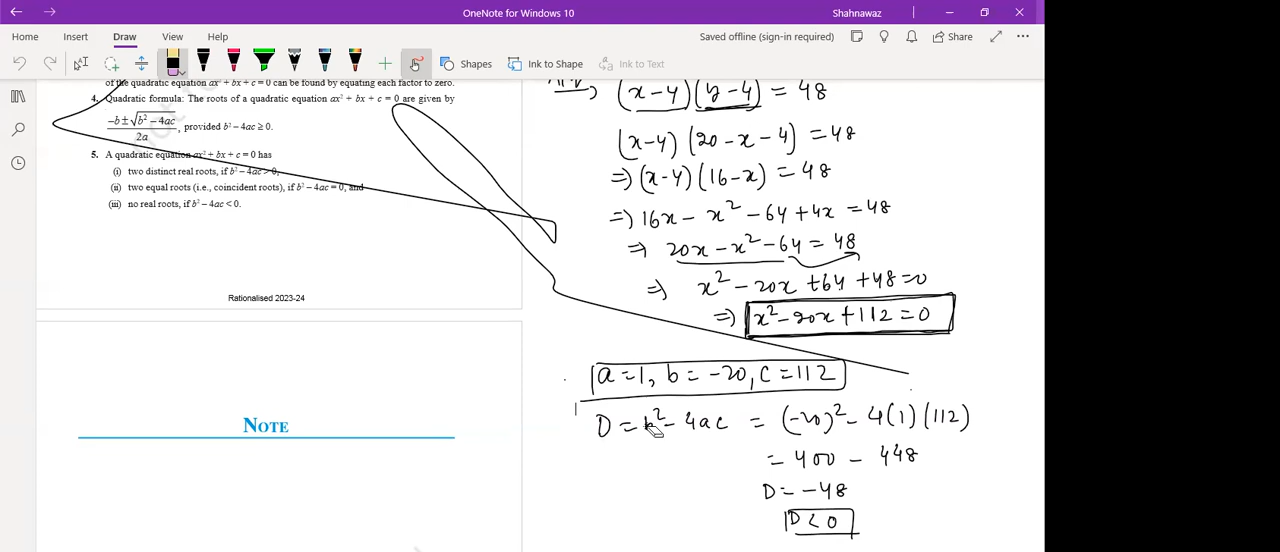 OneNote for Windows 10
Shahnawaz
Home Insert Draw View Help
Saved offline (sign-in required)
Share
Shapes
Ink to Shape
Ink to Text
of the quadratic equation ax² + bx + c = 0 can be found by equating each factor to zero.
4. Quadratic formula: The roots of a quadratic equation ax² + bx + c = 0 are given by
-b ± √b² - 4ac / 2a, provided b² - 4ac ≥ 0.
5. A quadratic equation ax² + bx + c = 0 has
(i) two distinct real roots, if b² - 4ac > 0,
(ii) two equal roots (i.e., coincident roots), if b² - 4ac = 0, and
(iii) no real roots, if b² - 4ac < 0.
Rationalised 2023-24
NOTE
(x-4)(y-4) = 48
(x-4) (20-x-4) = 48
⇒ (x-4) (16-x) = 48
⇒ 16x - x² - 64 + 4x = 48
⇒ 20x - x² - 64 = 48
⇒ x² - 20x + 64 + 48 = 0
⇒ x² - 20x + 112 = 0
a = 1, b = -20, c = 112
D = b² - 4ac = (-20)² - 4(1)(112)
= 400 - 448
D = -48
D < 0